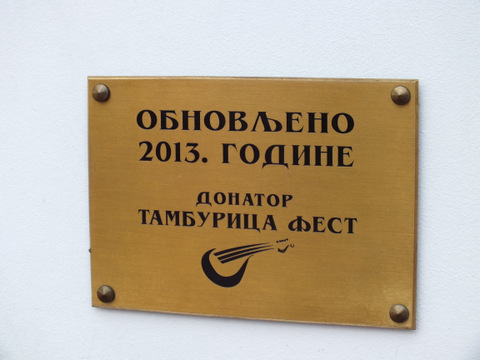 ОБНОВЉЕНО
2013. ГОДИНЕ
ДОНАТОР
ТАМБУРИЦА ФЕСТ